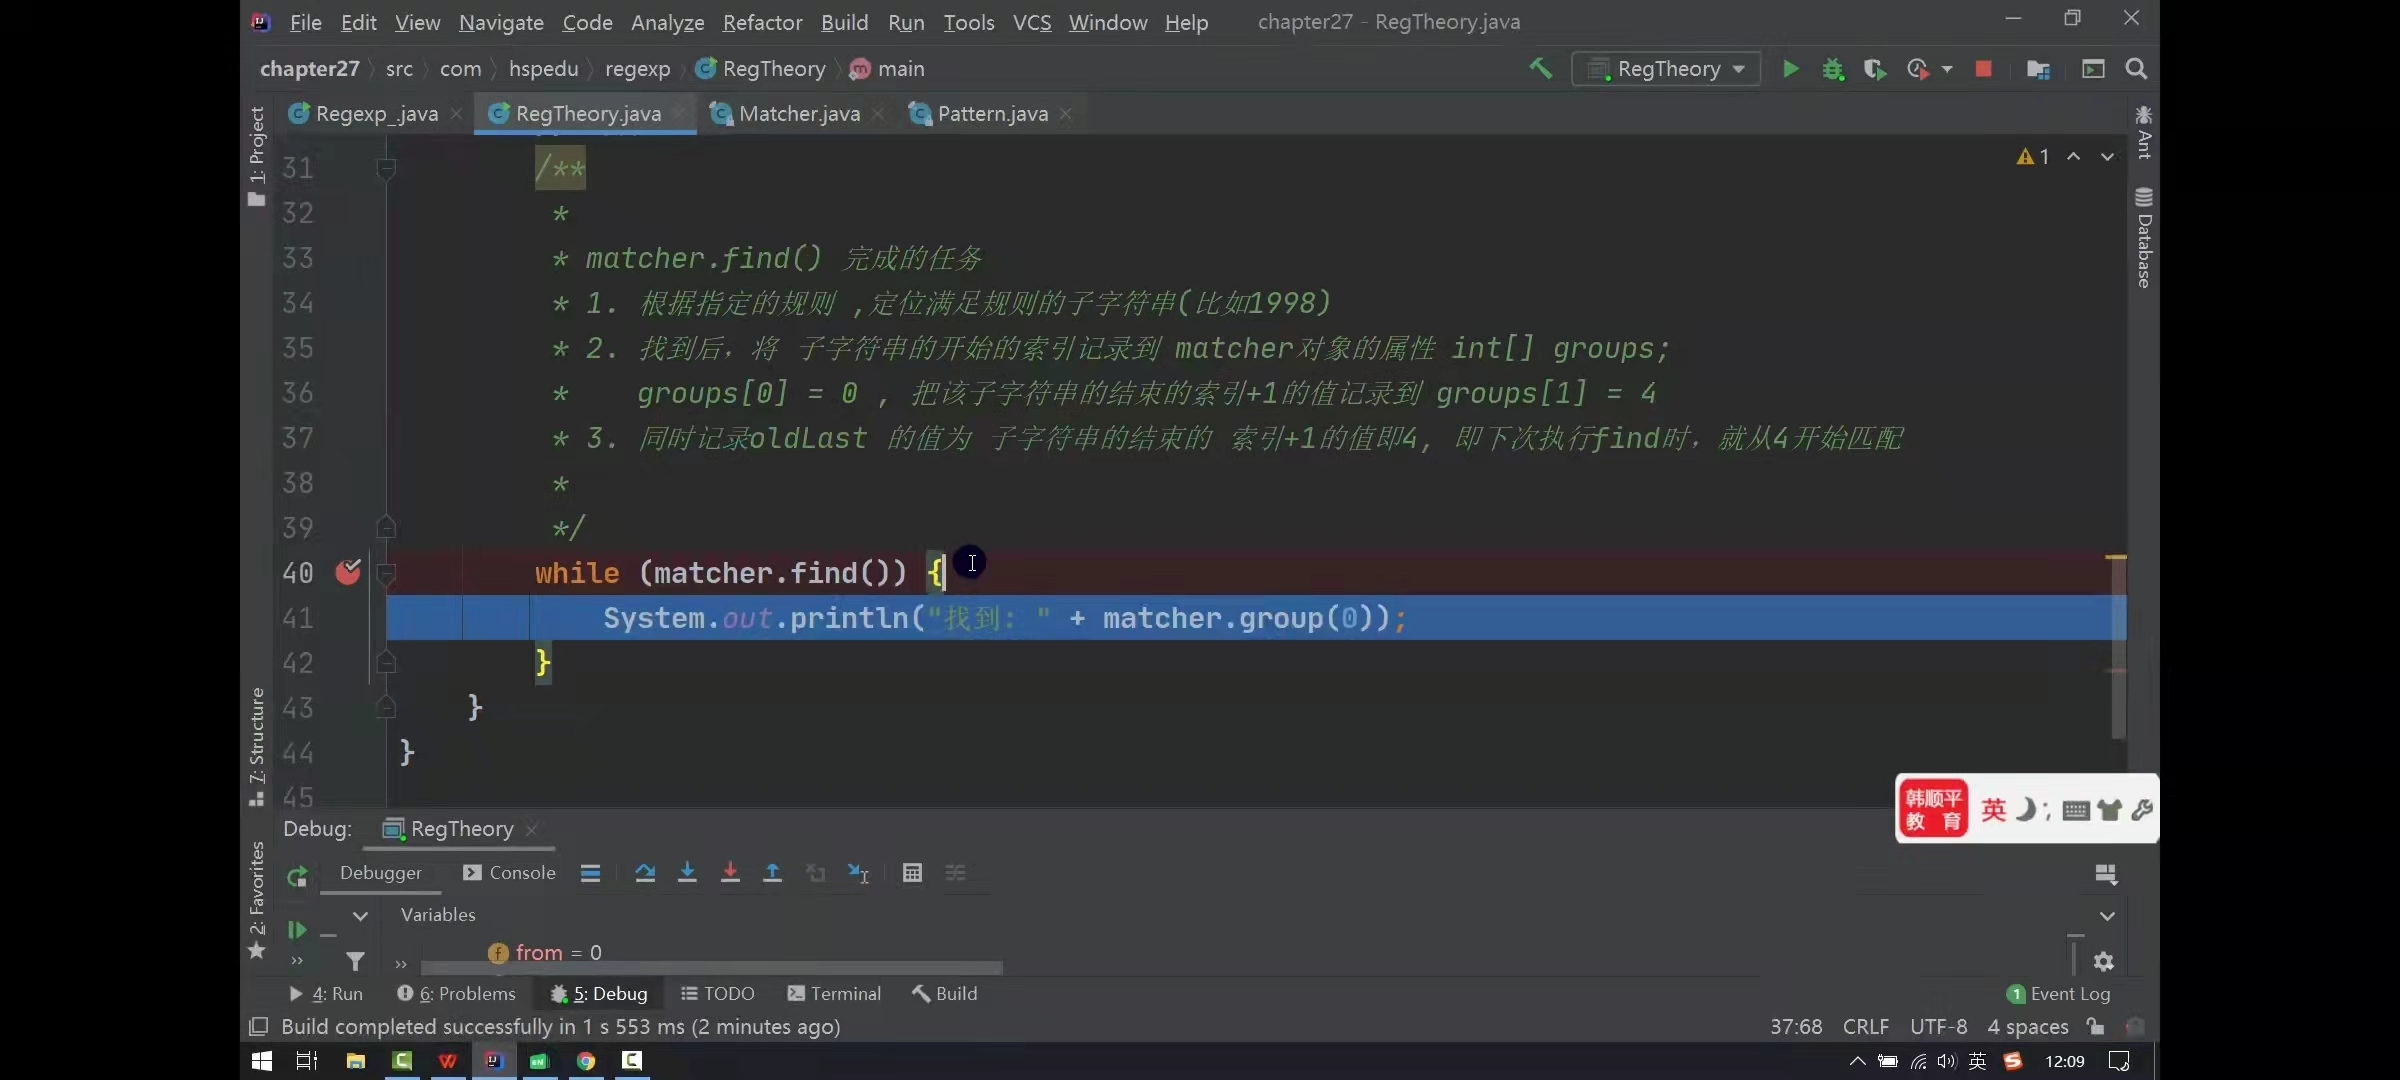 File Edit View Navigate Code Analyze Refactor Build Run Tools VCS Window Help chapter27 - RegTheory.java
chapter27 src com hspedu regexp RegTheory main RegTheory
Regexp_.java RegTheory.java Matcher.java Pattern.java
1: Project
Ant
Database
1
31 /**
32 *
33 * matcher.find() 完成的任务
34 * 1. 根据指定的规则 ,定位满足规则的子字符串(比如1998)
35 * 2. 找到后，将 子字符串的开始的索引记录到 matcher对象的属性 int[] groups;
36 * groups[0] = 0 , 把该子字符串的结束的索引+1的值记录到 groups[1] = 4
37 * 3. 同时记录oldLast 的值为 子字符串的结束的 索引+1的值即4, 即下次执行find时，就从4开始匹配
38 *
39 */
40 while (matcher.find()) {
41 System.out.println("找到: " + matcher.group(0));
42 }
43 }
44 }
45
7: Structure
2: Favorites
韩顺平
教 育
英
Debug: RegTheory
Debugger Console
Variables
f from = 0
4: Run 6: Problems 5: Debug TODO Terminal Build 1 Event Log
Build completed successfully in 1 s 553 ms (2 minutes ago) 37:68 CRLF UTF-8 4 spaces
英 12:09